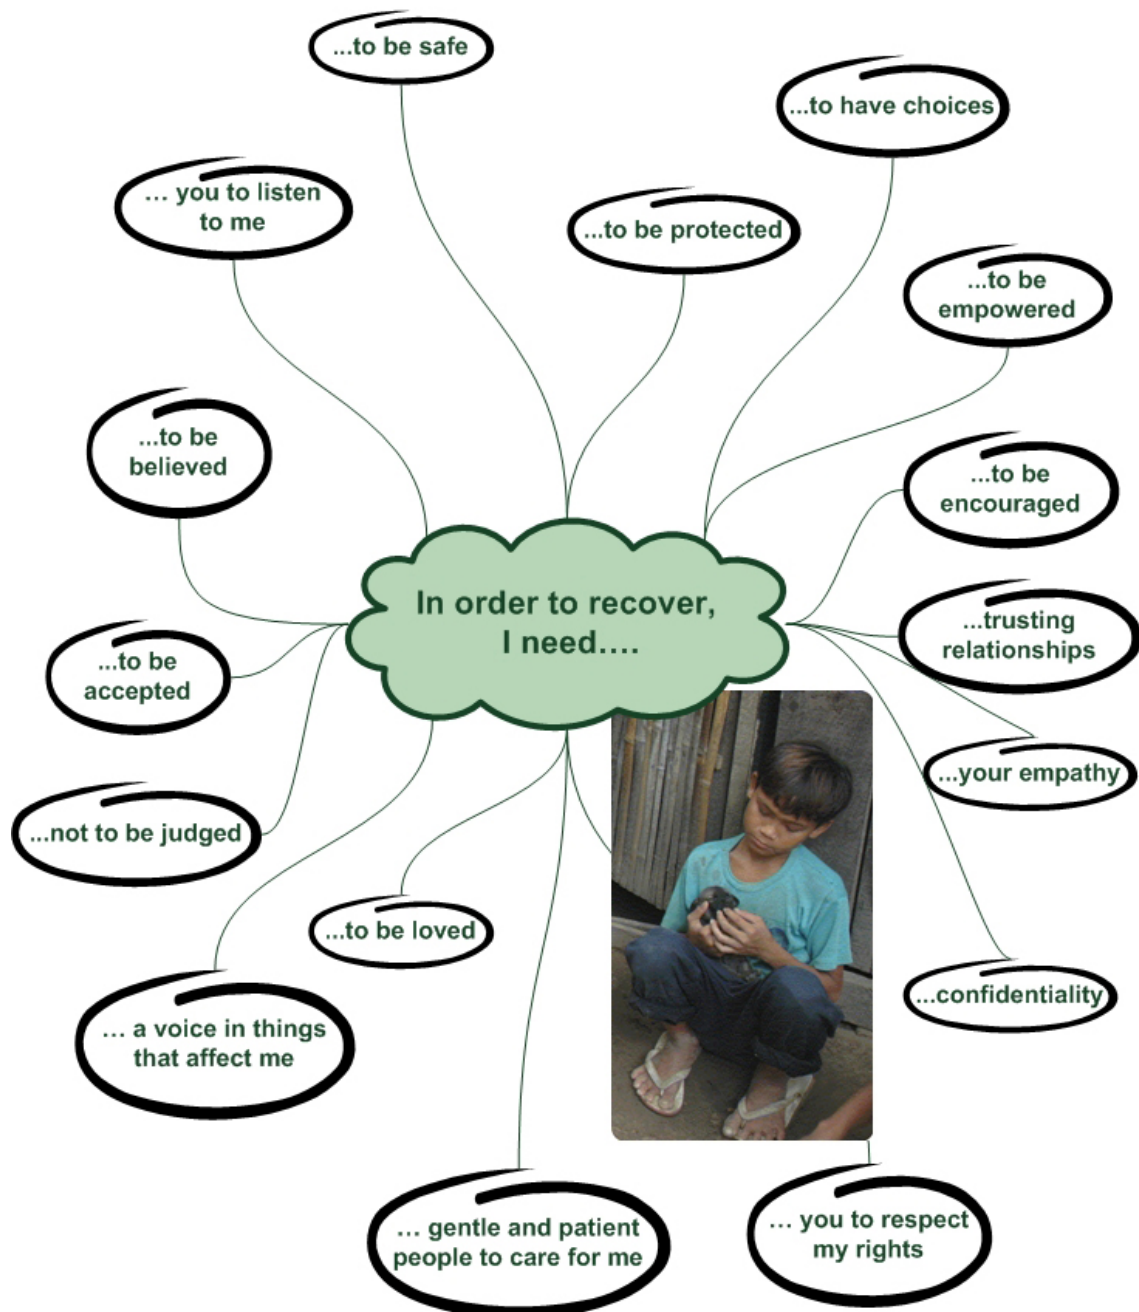 ...to be safe
...to have choices
... you to listen
to me
...to be protected
...to be
empowered
...to be
believed
...to be
encouraged
In order to recover,
I need....
...trusting
relationships
...to be
accepted
...your empathy
...not to be judged
...to be loved
...confidentiality
... a voice in things
that affect me
... gentle and patient
people to care for me
... you to respect
my rights